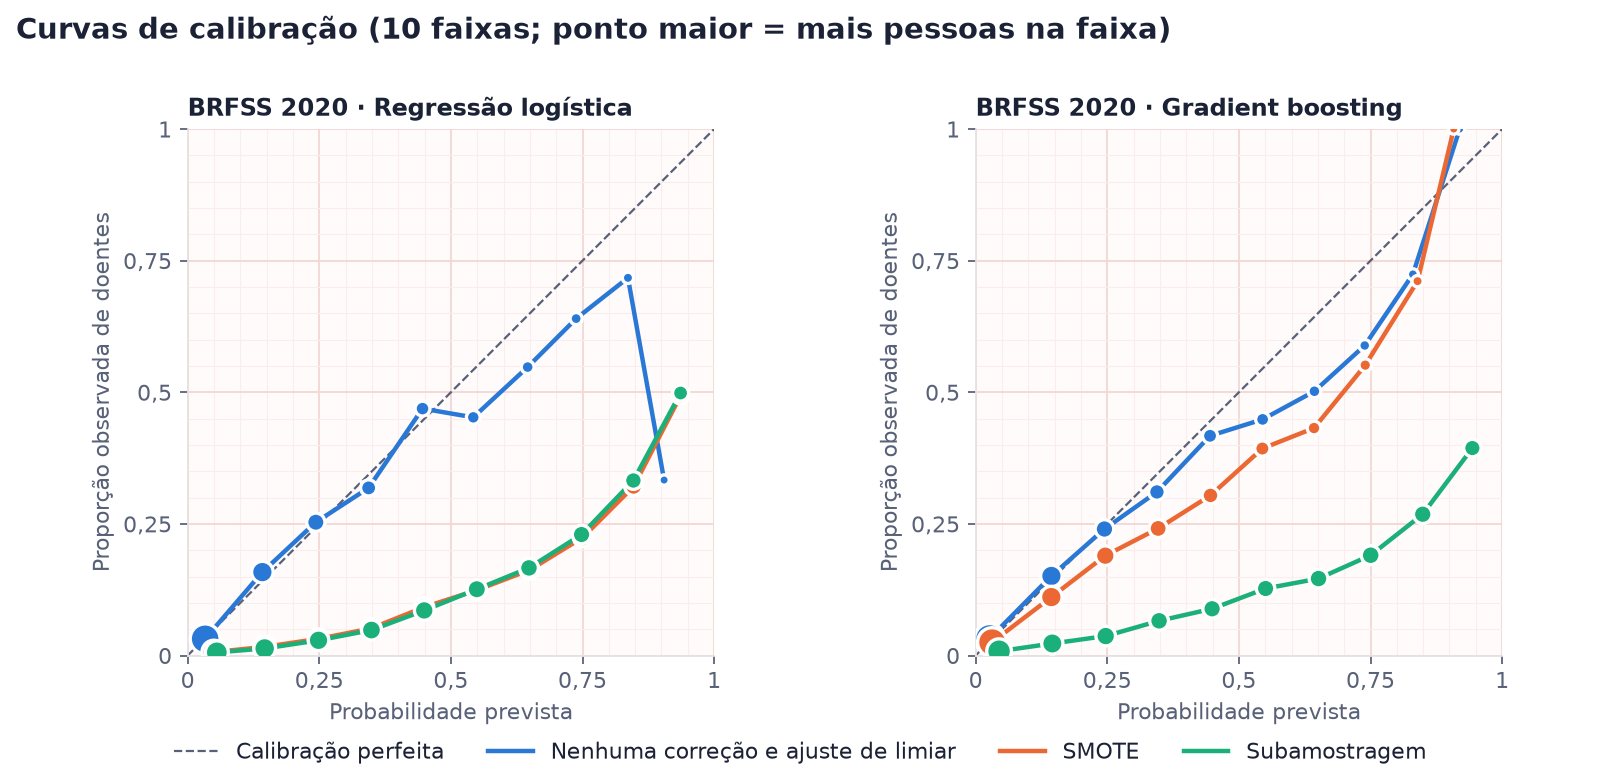 Curvas de calibração (10 faixas; ponto maior = mais pessoas na faixa)
BRFSS 2020 · Regressão logística
Proporção observada de doentes
1
0,75
0,5
0,25
0
0 0,25 0,5 0,75 1
Probabilidade prevista
BRFSS 2020 · Gradient boosting
Proporção observada de doentes
1
0,75
0,5
0,25
0
0 0,25 0,5 0,75 1
Probabilidade prevista
Calibração perfeita Nenhuma correção e ajuste de limiar SMOTE Subamostragem